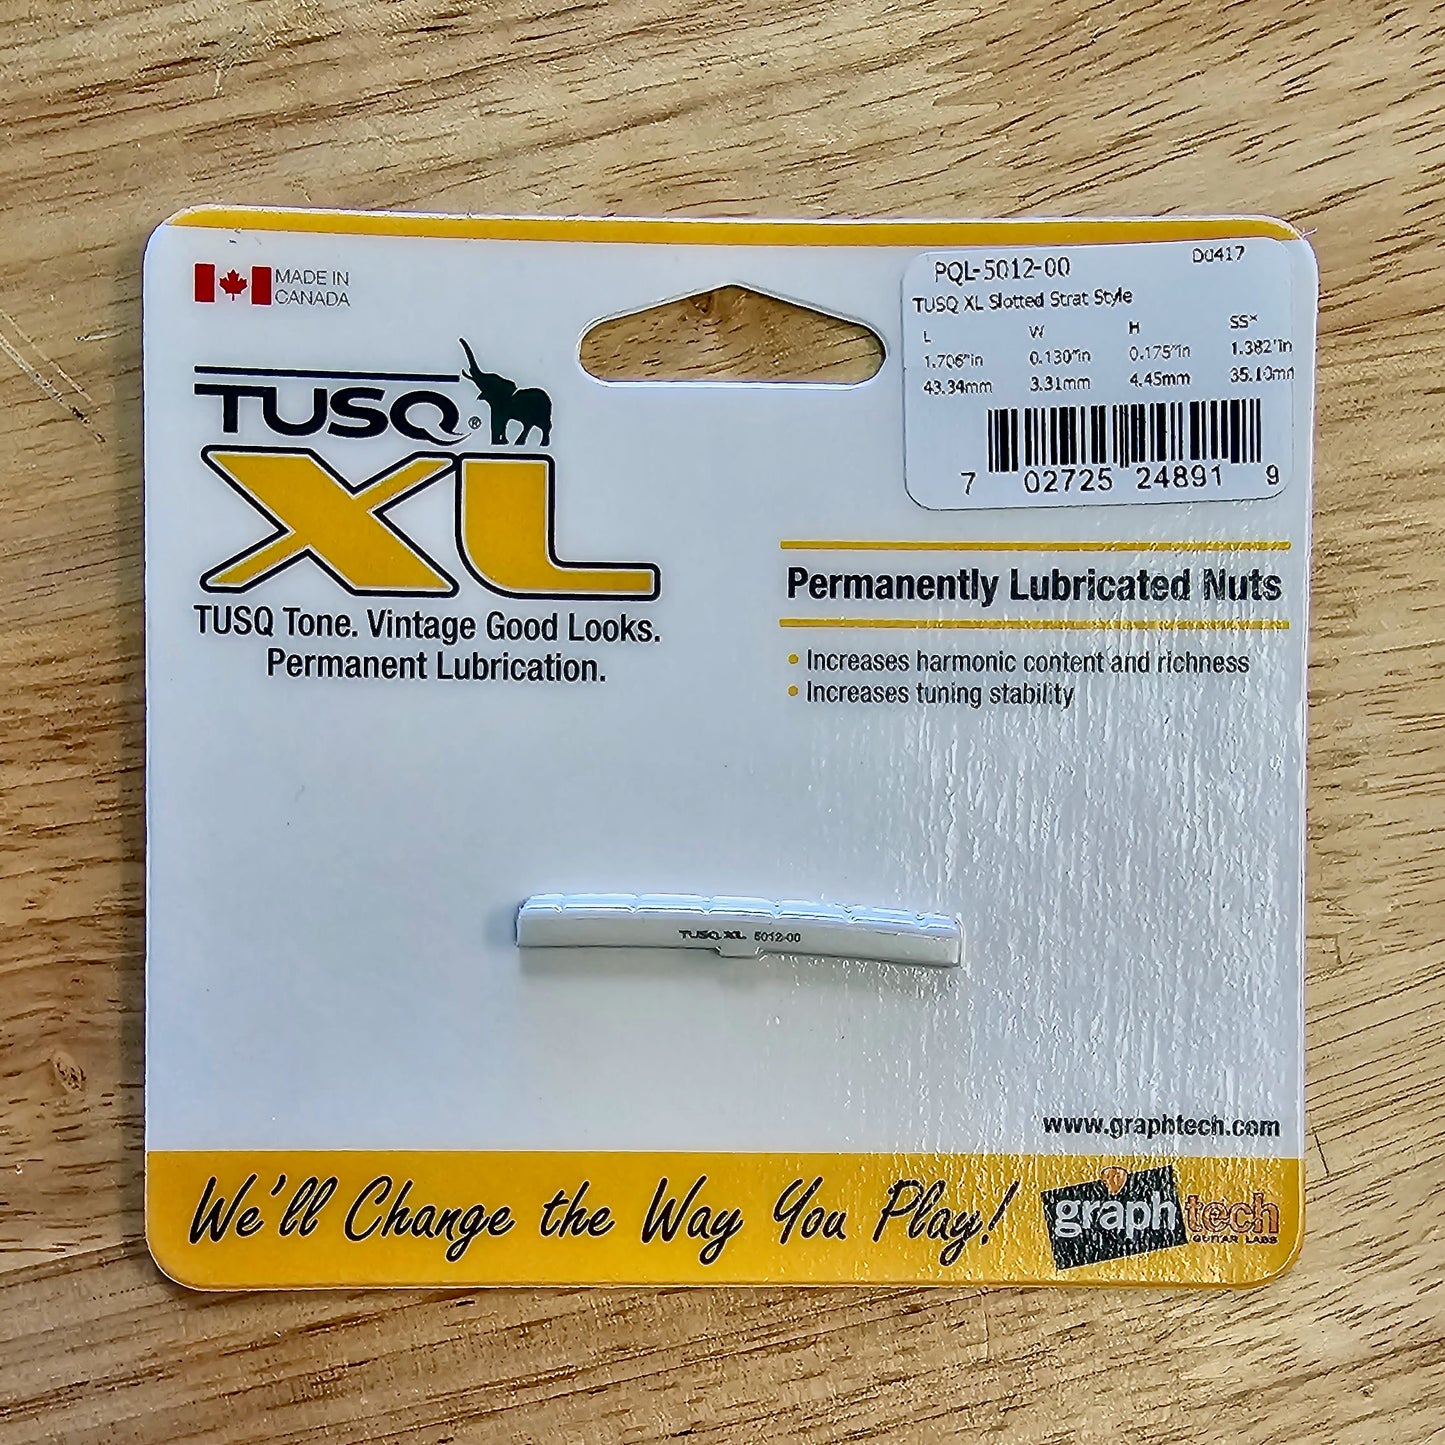 MADE IN
CANADA
TUSQ®
XL
TUSQ Tone. Vintage Good Looks.
Permanent Lubrication.
PQL-5012-00
D0417
TUSQ XL Slotted Strat Style
L W H SS*
1.706"in 0.130"in 0.175"in 1.382"in
43.34mm 3.31mm 4.45mm 35.10mm
7 02725 24891 9
Permanently Lubricated Nuts
• Increases harmonic content and richness
• Increases tuning stability
TUSQ XL 5012-00
www.graphtech.com
We'll Change the Way You Play!
graphtech
GUITAR LABS